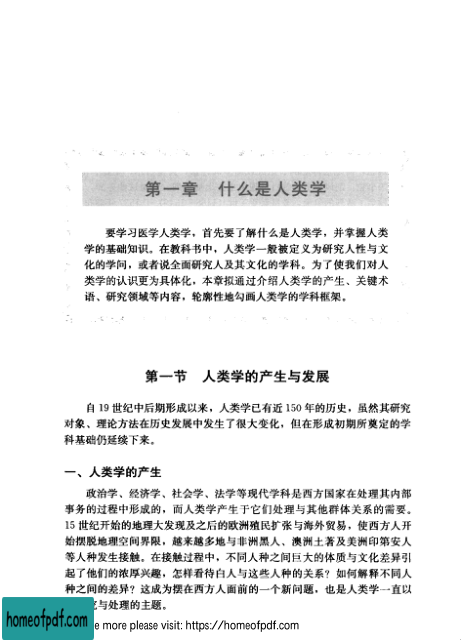 第一章 什么是人类学
要学习医学人类学，首先要了解什么是人类学，并掌握人类
学的基础知识。在教科书中，人类学一般被定义为研究人性与文
化的学问，或者说全面研究人及其文化的学科。为了使我们对人
类学的认识更为具体化，本章拟通过介绍人类学的产生、关键术
语、研究领域等内容，轮廓性地勾画人类学的学科框架。
第一节 人类学的产生与发展
自 19 世纪中后期形成以来，人类学已有近 150 年的历史，虽然其研究
对象、理论方法在历史发展中发生了很大变化，但在形成初期所奠定的学
科基础仍延续下来。
一、人类学的产生
政治学、经济学、社会学、法学等现代学科是西方国家在处理其内部
事务的过程中形成的，而人类学产生于它们处理与其他群体关系的需要。
15 世纪开始的地理大发现及之后的欧洲殖民扩张与海外贸易，使西方人开
始摆脱地理空间界限，越来越多地与非洲黑人、澳洲土著及美洲印第安人
等人种发生接触。在接触过程中，不同人种之间巨大的体质与文化差异引
起了他们的浓厚兴趣，怎样看待白人与这些人种的关系？如何解释不同人
种之间的差异？这成为摆在西方人面前的一个新问题，也是人类学一直以
与处理的主题。
homeofpdf.com
e more please visit: https://homeofpdf.com